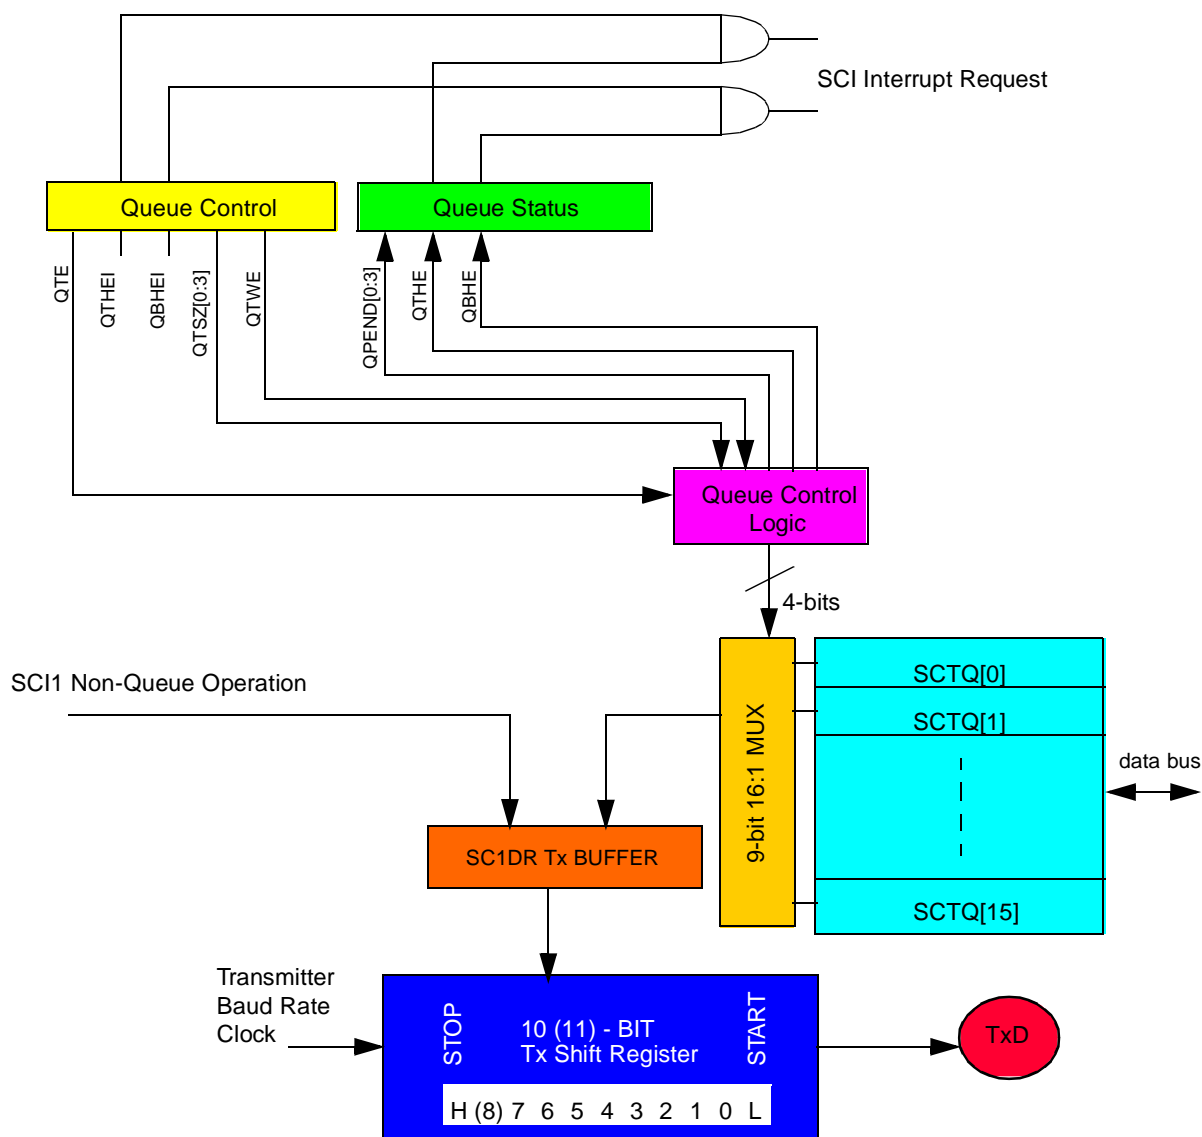 SCI Interrupt Request
Queue Control
Queue Status
QTE
QTHEI
QBHEI
QTSZ[0:3]
QTWE
QPEND[0:3]
QTHE
QBHE
Queue Control
Logic
4-bits
SCI1 Non-Queue Operation
9-bit 16:1 MUX
SCTQ[0]
SCTQ[1]
data bus
SCTQ[15]
SC1DR Tx BUFFER
Transmitter
Baud Rate
Clock
STOP
10 (11) - BIT
Tx Shift Register
START
H (8) 7 6 5 4 3 2 1 0 L
TxD